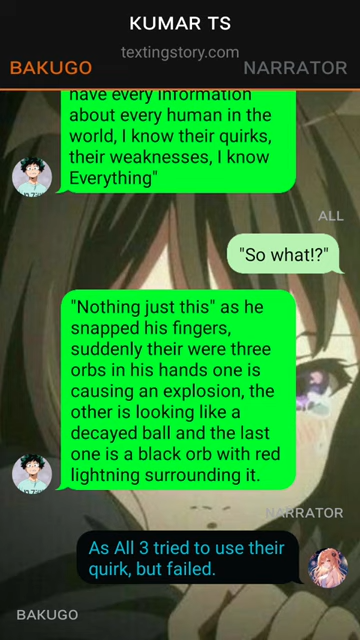 KUMAR TS
textingstory.com
BAKUGO
NARRATOR
have every information
about every human in the
world, I know their quirks,
their weaknesses, I know
Everything"
ALL
"So what!?"
"Nothing just this" as he
snapped his fingers,
suddenly their were three
orbs in his hands one is
causing an explosion, the
other is looking like a
decayed ball and the last
one is a black orb with red
lightning surrounding it.
NARRATOR
As All 3 tried to use their
quirk, but failed.
BAKUGO